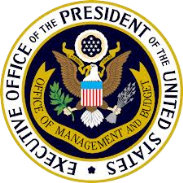 EXECUTIVE OFFICE OF THE PRESIDENT OF THE UNITED STATES
OFFICE OF MANAGEMENT AND BUDGET